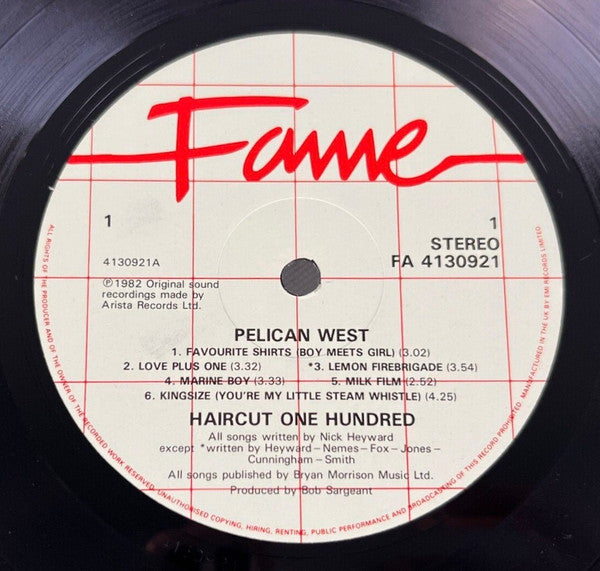 Fame
1
1
STEREO
4130921A
FA 4130921
℗1982 Original sound
recordings made by
Arista Records Ltd.
PELICAN WEST
1. FAVOURITE SHIRTS (BOY MEETS GIRL) (3.02)
2. LOVE PLUS ONE (3.32) *3. LEMON FIREBRIGADE (3.54)
4. MARINE BOY (3.33) 5. MILK FILM (2.52)
6. KINGSIZE (YOU'RE MY LITTLE STEAM WHISTLE) (4.25)
HAIRCUT ONE HUNDRED
All songs written by Nick Heyward
except *written by Heyward–Nemes–Fox–Jones–
Cunningham–Smith
All songs published by Bryan Morrison Music Ltd.
Produced by Bob Sargeant
ALL RIGHTS OF THE PRODUCER AND OF THE OWNER OF THE RECORDED WORK RESERVED. UNAUTHORISED COPYING, HIRING, RENTING, PUBLIC PERFORMANCE AND BROADCASTING OF THIS RECORD PROHIBITED. MANUFACTURED IN THE UK BY EMI RECORDS LIMITED.